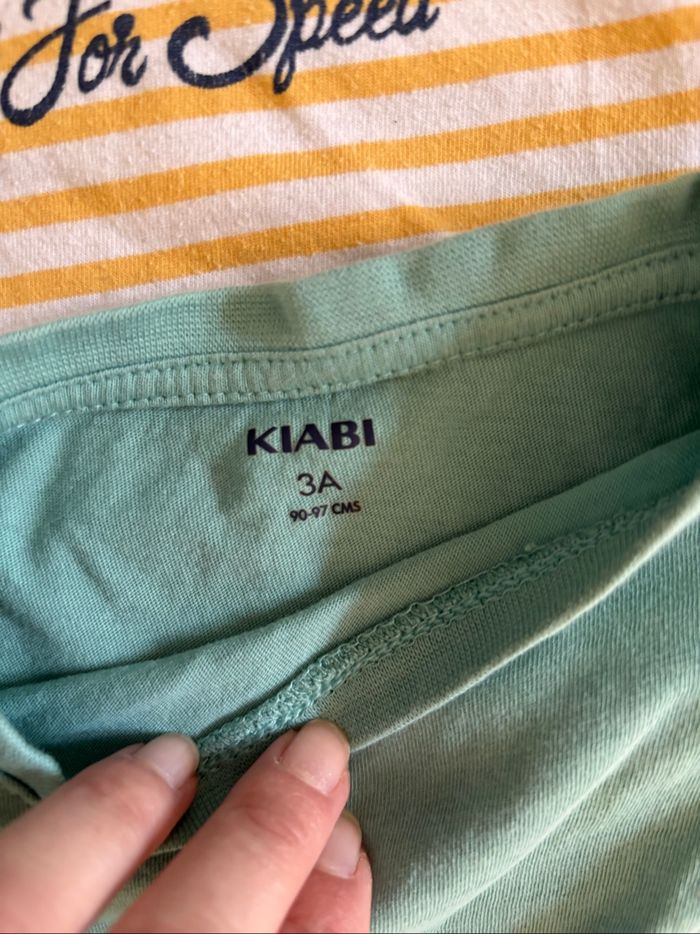 For Speed
KIABI
3A
90-97 CMS